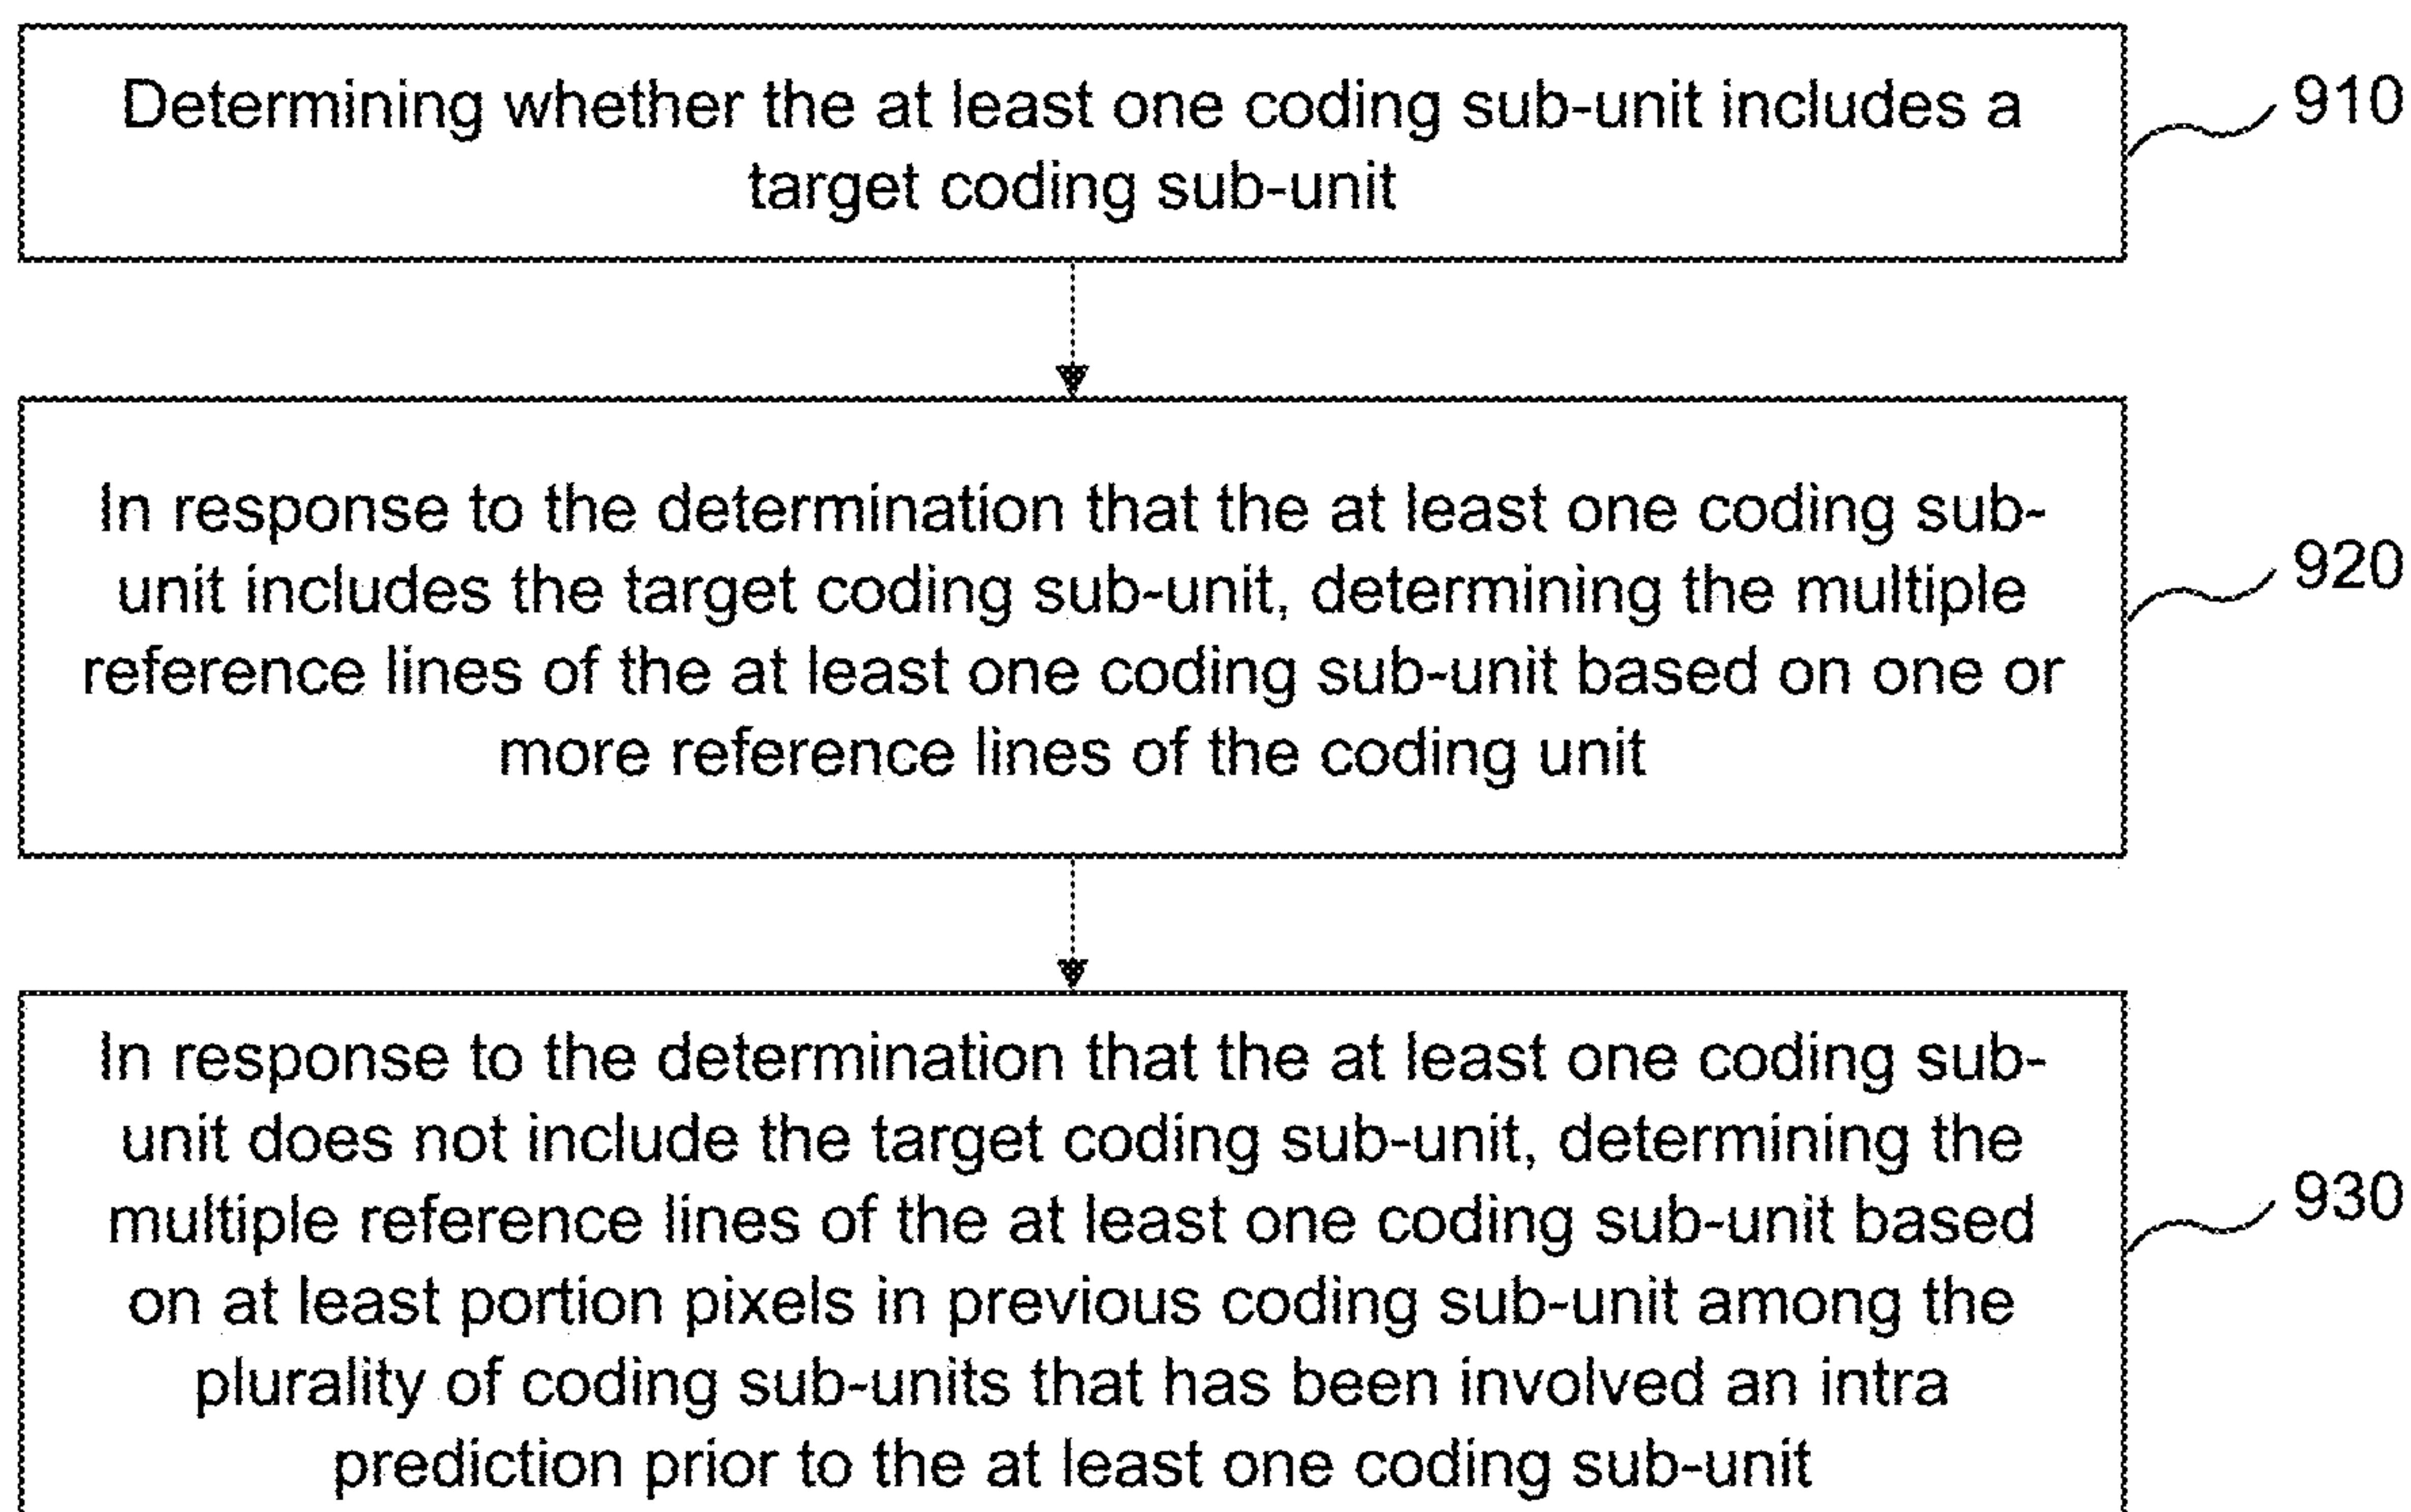 Determining whether the at least one coding sub-unit includes a
target coding sub-unit
910
In response to the determination that the at least one coding sub-
unit includes the target coding sub-unit, determining the multiple
reference lines of the at least one coding sub-unit based on one or
more reference lines of the coding unit
920
In response to the determination that the at least one coding sub-
unit does not include the target coding sub-unit, determining the
multiple reference lines of the at least one coding sub-unit based
on at least portion pixels in previous coding sub-unit among the
plurality of coding sub-units that has been involved an intra
prediction prior to the at least one coding sub-unit
930